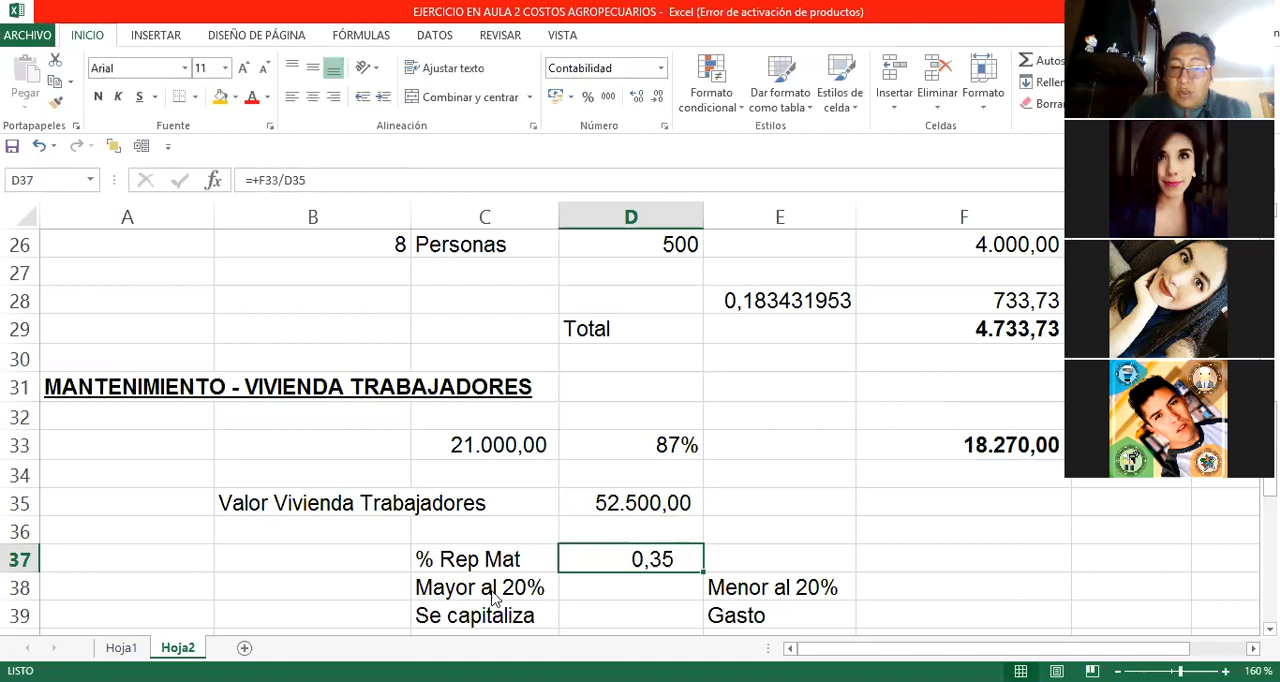 EJERCICIO EN AULA 2 COSTOS AGROPECUARIOS - Excel (Error de activación de productos)
ARCHIVO INICIO INSERTAR DISEÑO DE PÁGINA FÓRMULAS DATOS REVISAR VISTA
Pegar
Arial 11 A A
N K S
Ajustar texto
Combinar y centrar
Contabilidad
% 000
Formato condicional
Dar formato como tabla
Estilos de celda
Insertar Eliminar Formato
Σ Autos
Rellen
Borra
Portapapeles Fuente Alineación Número Estilos Celdas
D37 fx =+F33/D35
A B C D E F
26 8 Personas 500 4.000,00
27
28 0,183431953 733,73
29 Total 4.733,73
30
31 MANTENIMIENTO - VIVIENDA TRABAJADORES
32
33 21.000,00 87% 18.270,00
34
35 Valor Vivienda Trabajadores 52.500,00
36
37 % Rep Mat 0,35
38 Mayor al 20% Menor al 20%
39 Se capitaliza Gasto
Hoja1 Hoja2
LISTO 160 %